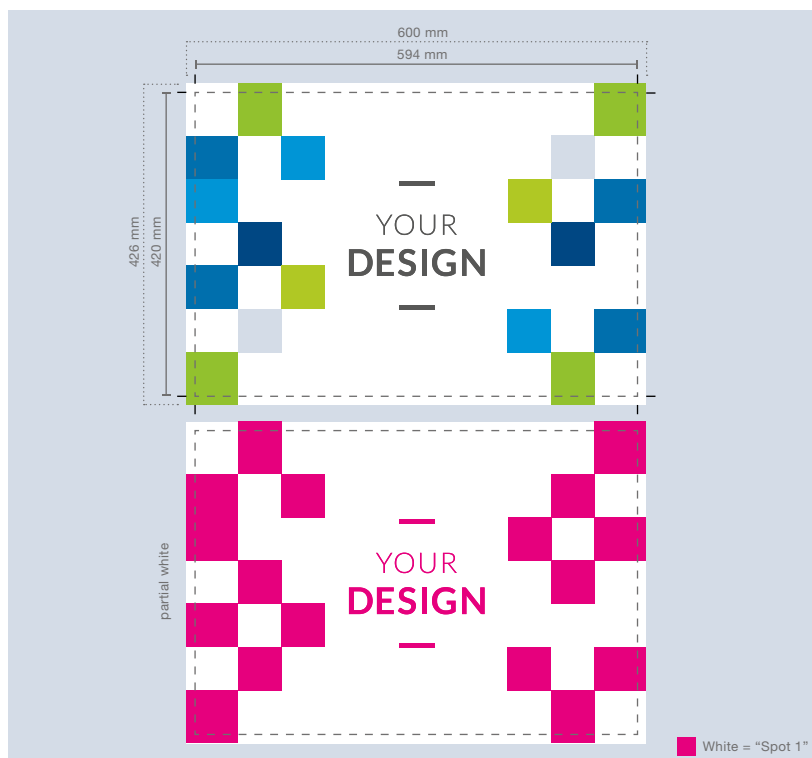 600 mm
594 mm
426 mm
420 mm
YOUR
DESIGN
partial white
YOUR
DESIGN
White = “Spot 1”